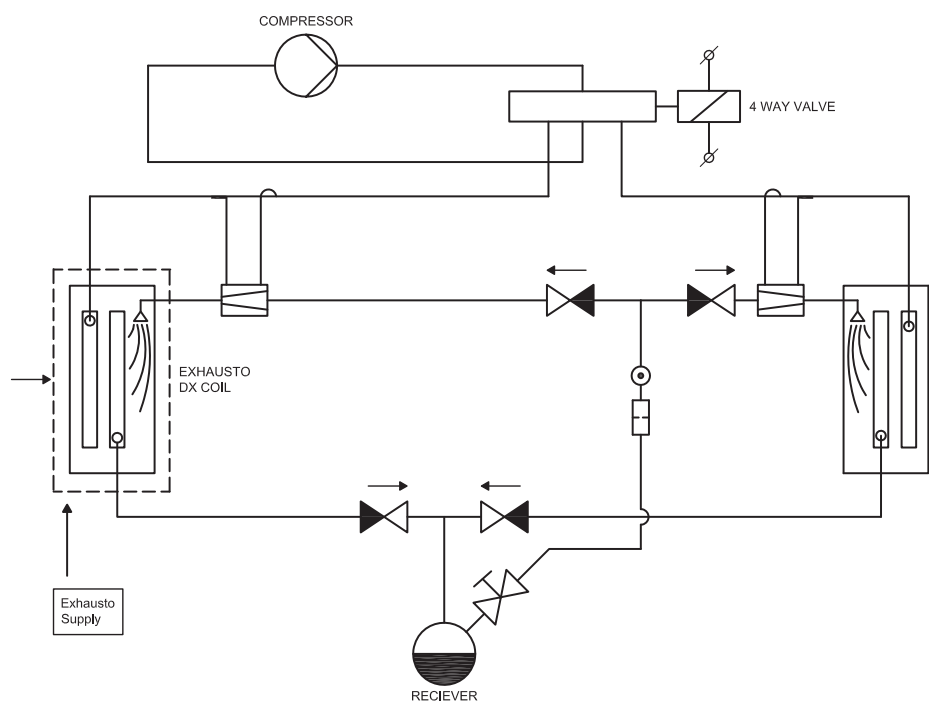 COMPRESSOR
4 WAY VALVE
EXHAUSTO
DX COIL
Exhausto
Supply
RECIEVER